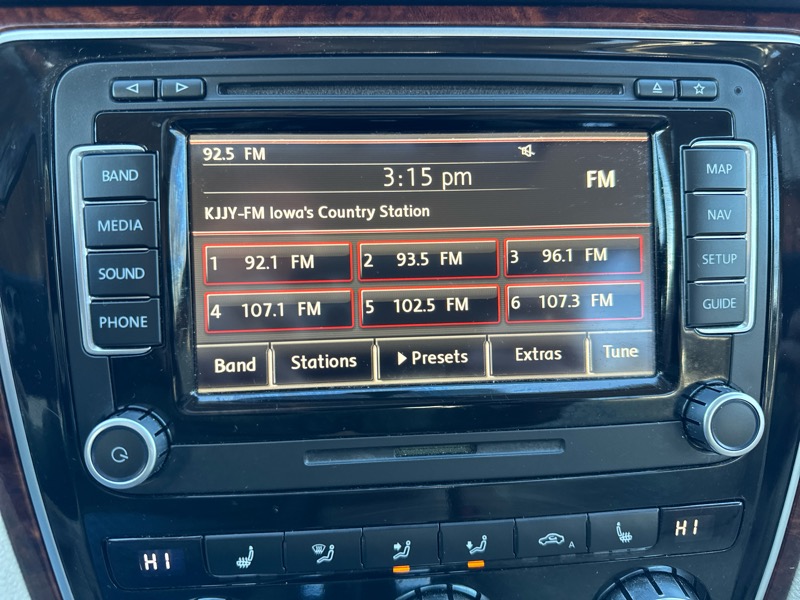 92.5 FM
3:15 pm
FM
KJJY-FM Iowa's Country Station
1 92.1 FM
2 93.5 FM
3 96.1 FM
4 107.1 FM
5 102.5 FM
6 107.3 FM
Band
Stations
Presets
Extras
Tune
BAND
MEDIA
SOUND
PHONE
MAP
NAV
SETUP
GUIDE
HI
A
HI